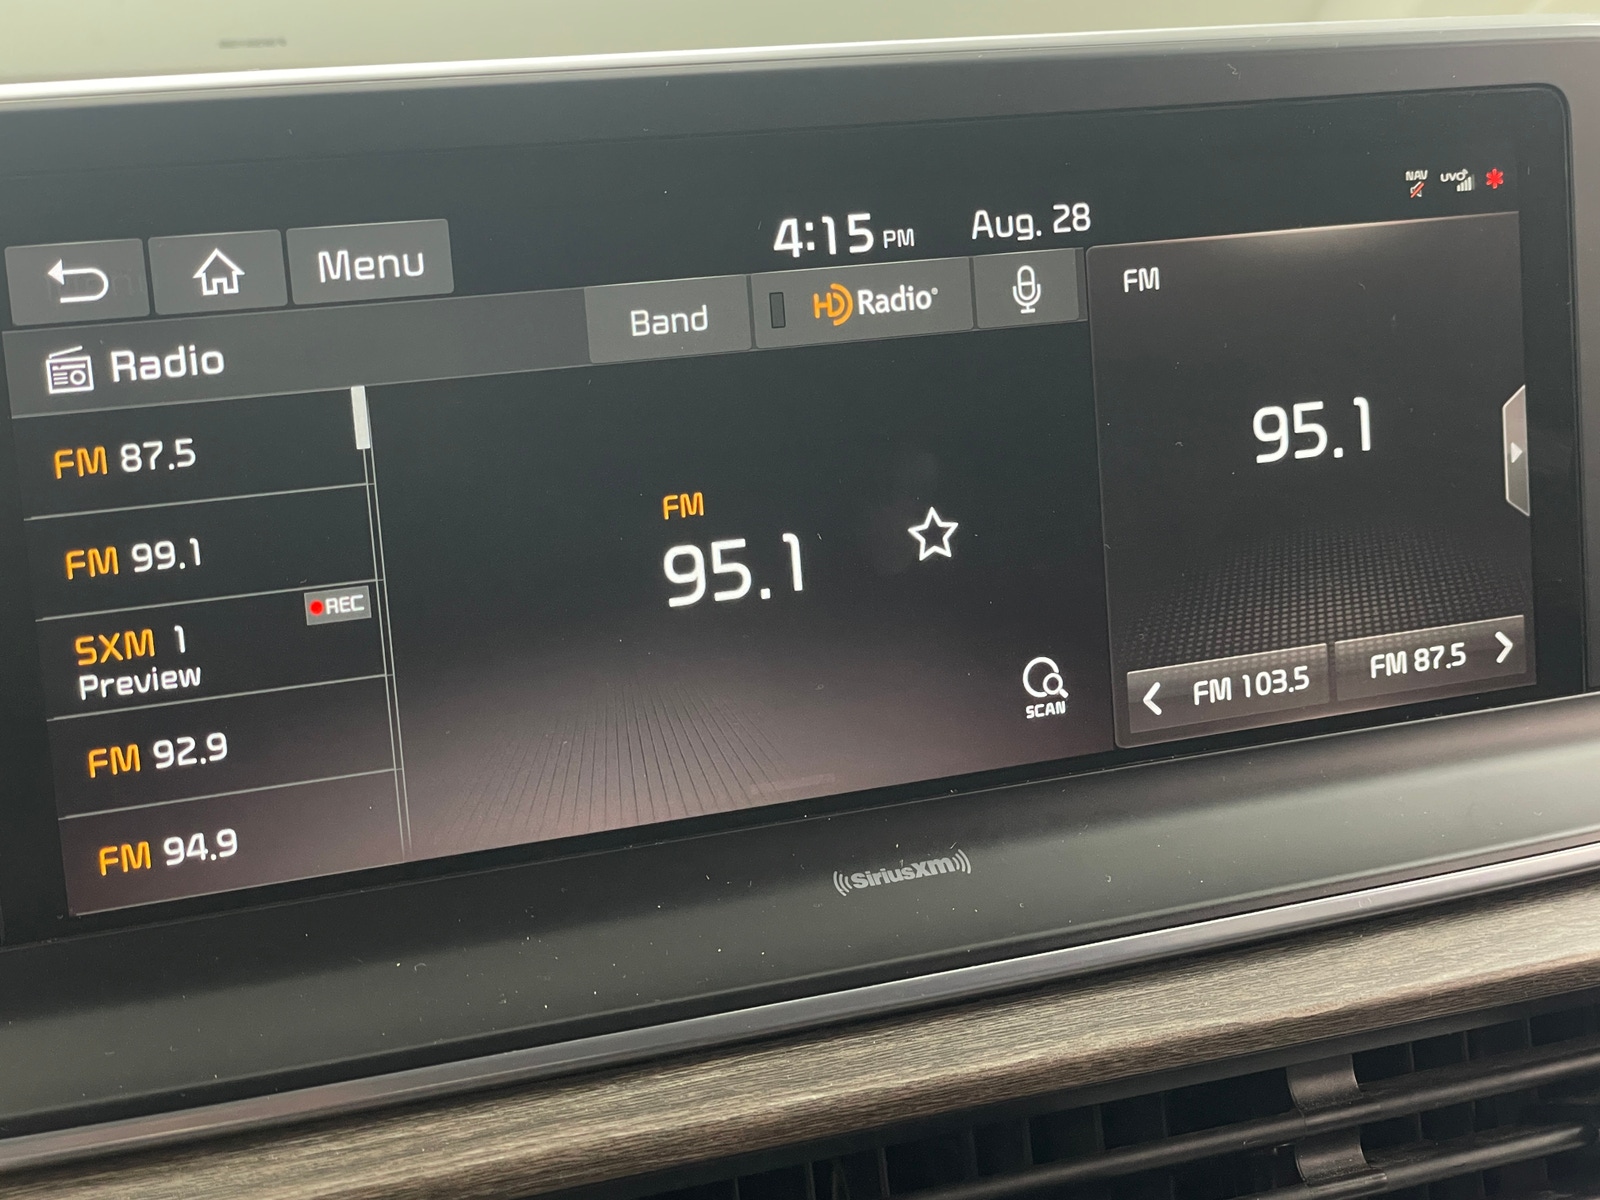 4:15 PM
Aug. 28
NAV
UVO
Menu
Band
HD Radio®
FM
Radio
FM 87.5
FM 99.1
REC
SXM 1
Preview
FM 92.9
FM 94.9
FM
95.1
SCAN
95.1
FM 103.5
FM 87.5
((SiriusXM))